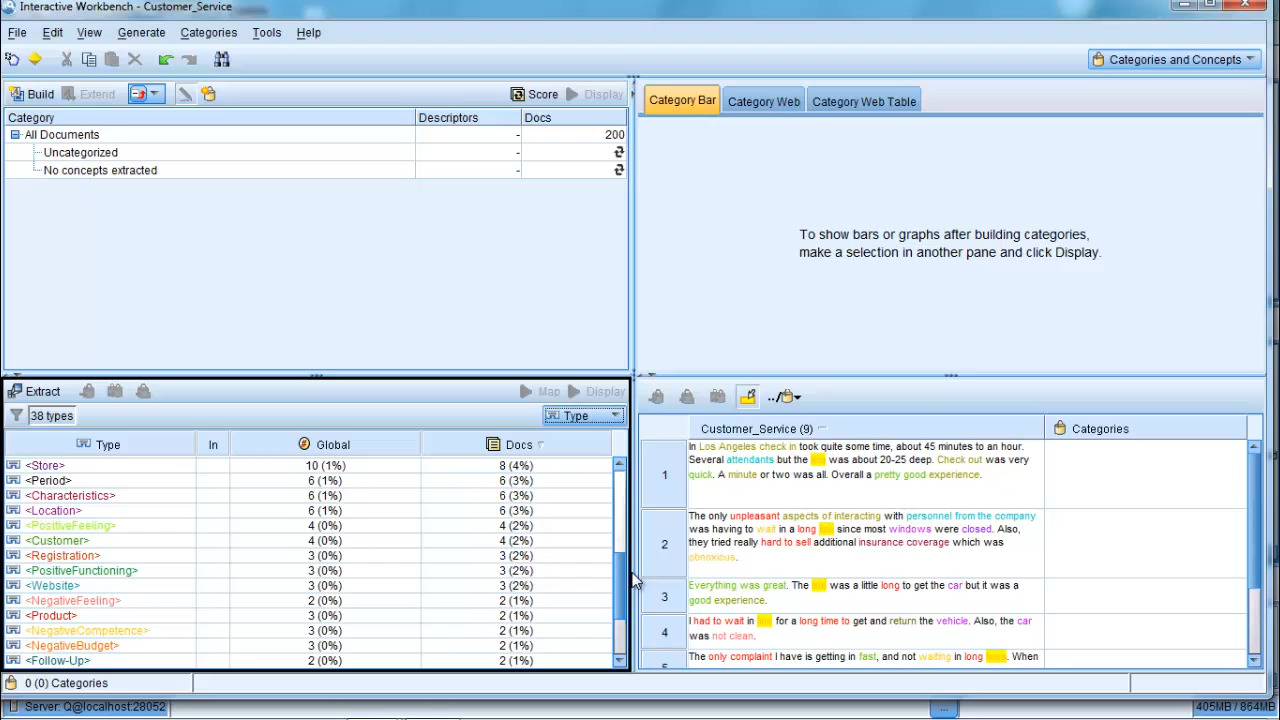 Interactive Workbench - Customer_Service
File Edit View Generate Categories Tools Help
Categories and Concepts
Build Extend Score Display
Category Descriptors Docs
All Documents - 200
Uncategorized -
No concepts extracted -
Category Bar Category Web Category Web Table
To show bars or graphs after building categories,
make a selection in another pane and click Display.
Extract Map Display
38 types Type
Type In Global Docs
<Store> 10 (1%) 8 (4%)
<Period> 6 (1%) 6 (3%)
<Characteristics> 6 (1%) 6 (3%)
<Location> 6 (1%) 6 (3%)
<PositiveFeeling> 4 (0%) 4 (2%)
<Customer> 4 (0%) 4 (2%)
<Registration> 3 (0%) 3 (2%)
<PositiveFunctioning> 3 (0%) 3 (2%)
<Website> 3 (0%) 3 (2%)
<NegativeFeeling> 2 (0%) 2 (1%)
<Product> 3 (0%) 2 (1%)
<NegativeCompetence> 3 (0%) 2 (1%)
<NegativeBudget> 3 (0%) 2 (1%)
<Follow-Up> 2 (0%) 2 (1%)
../
Customer_Service (9) Categories
1
In Los Angeles check in took quite some time, about 45 minutes to an hour.
Several attendants but the was about 20-25 deep. Check out was very
quick. A minute or two was all. Overall a pretty good experience.
2
The only unpleasant aspects of interacting with personnel from the company
was having to wait in a long since most windows were closed. Also,
they tried really hard to sell additional insurance coverage which was
obnoxious.
3
Everything was great. The was a little long to get the car but it was a
good experience.
4
I had to wait in for a long time to get and return the vehicle. Also, the car
was not clean.
The only complaint I have is getting in fast, and not waiting in long . When
0 (0) Categories
Server: Q@localhost:28052 ... 405MB / 864MB